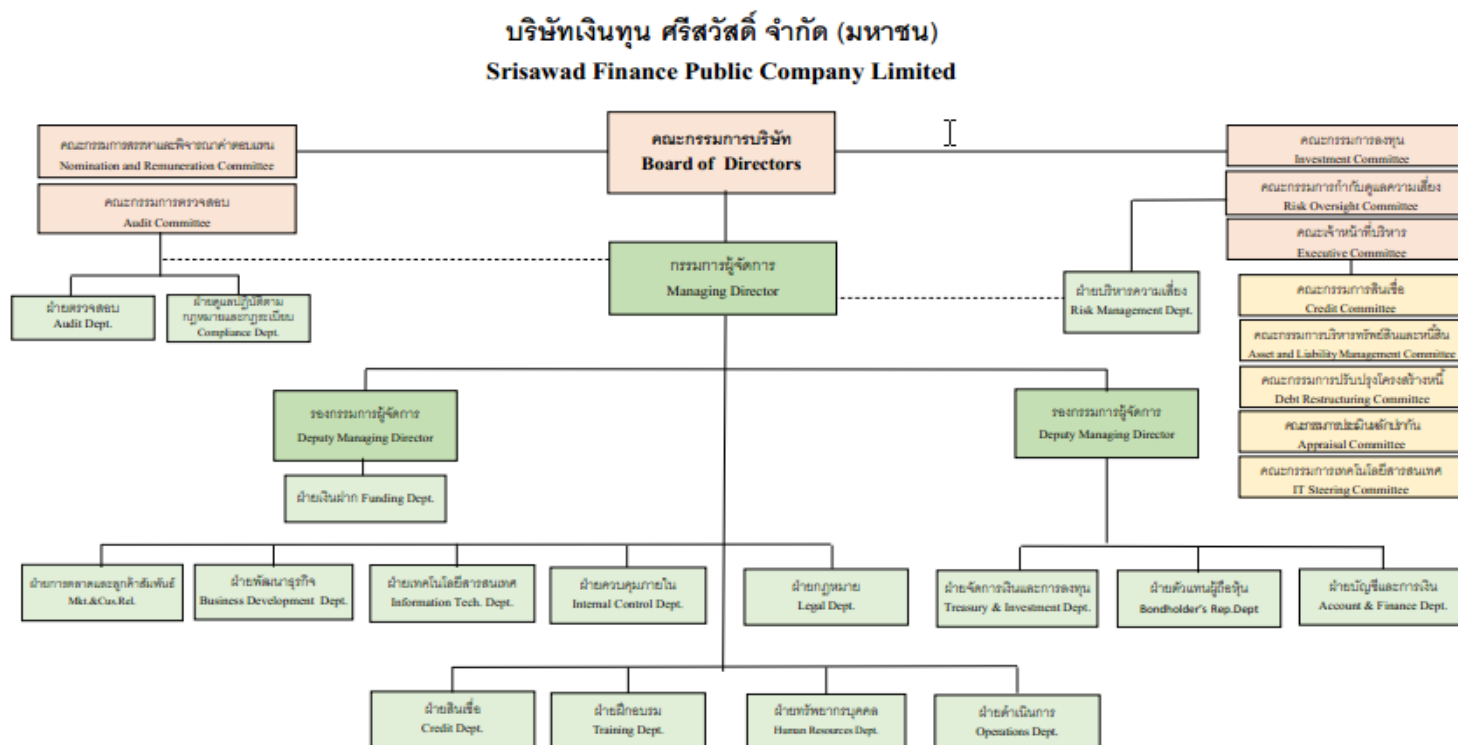 บริษัทเงินทุน ศรีสวัสดิ์ จำกัด (มหาชน)
Srisawad Finance Public Company Limited
คณะกรรมการสรรหาและพิจารณาค่าตอบแทน
Nomination and Remuneration Committee
คณะกรรมการบริษัท
Board of Directors
คณะกรรมการลงทุน
Investment Committee
คณะกรรมการตรวจสอบ
Audit Committee
คณะกรรมการกำกับดูแลความเสี่ยง
Risk Oversight Committee
คณะเจ้าหน้าที่บริหาร
Executive Committee
กรรมการผู้จัดการ
Managing Director
ฝ่ายตรวจสอบ
Audit Dept.
ฝ่ายดูแลปฏิบัติตาม
กฎหมายและกฎระเบียบ
Compliance Dept.
ฝ่ายบริหารความเสี่ยง
Risk Management Dept.
คณะกรรมการสินเชื่อ
Credit Committee
คณะกรรมการบริหารทรัพย์สินและหนี้สิน
Asset and Liability Management Committee
คณะกรรมการปรับปรุงโครงสร้างหนี้
Debt Restructuring Committee
คณะกรรมการประเมินหลักประกัน
Appraisal Committee
คณะกรรมการเทคโนโลยีสารสนเทศ
IT Steering Committee
รองกรรมการผู้จัดการ
Deputy Managing Director
รองกรรมการผู้จัดการ
Deputy Managing Director
ฝ่ายเงินฝาก Funding Dept.
ฝ่ายการตลาดและลูกค้าสัมพันธ์
Mkt.&Cus.Rel.
ฝ่ายพัฒนาธุรกิจ
Business Development Dept.
ฝ่ายเทคโนโลยีสารสนเทศ
Information Tech. Dept.
ฝ่ายควบคุมภายใน
Internal Control Dept.
ฝ่ายกฎหมาย
Legal Dept.
ฝ่ายจัดการเงินและการลงทุน
Treasury & Investment Dept.
ฝ่ายตัวแทนผู้ถือหุ้น
Bondholder's Rep.Dept
ฝ่ายบัญชีและการเงิน
Account & Finance Dept.
ฝ่ายสินเชื่อ
Credit Dept.
ฝ่ายฝึกอบรม
Training Dept.
ฝ่ายทรัพยากรบุคคล
Human Resources Dept.
ฝ่ายดำเนินการ
Operations Dept.